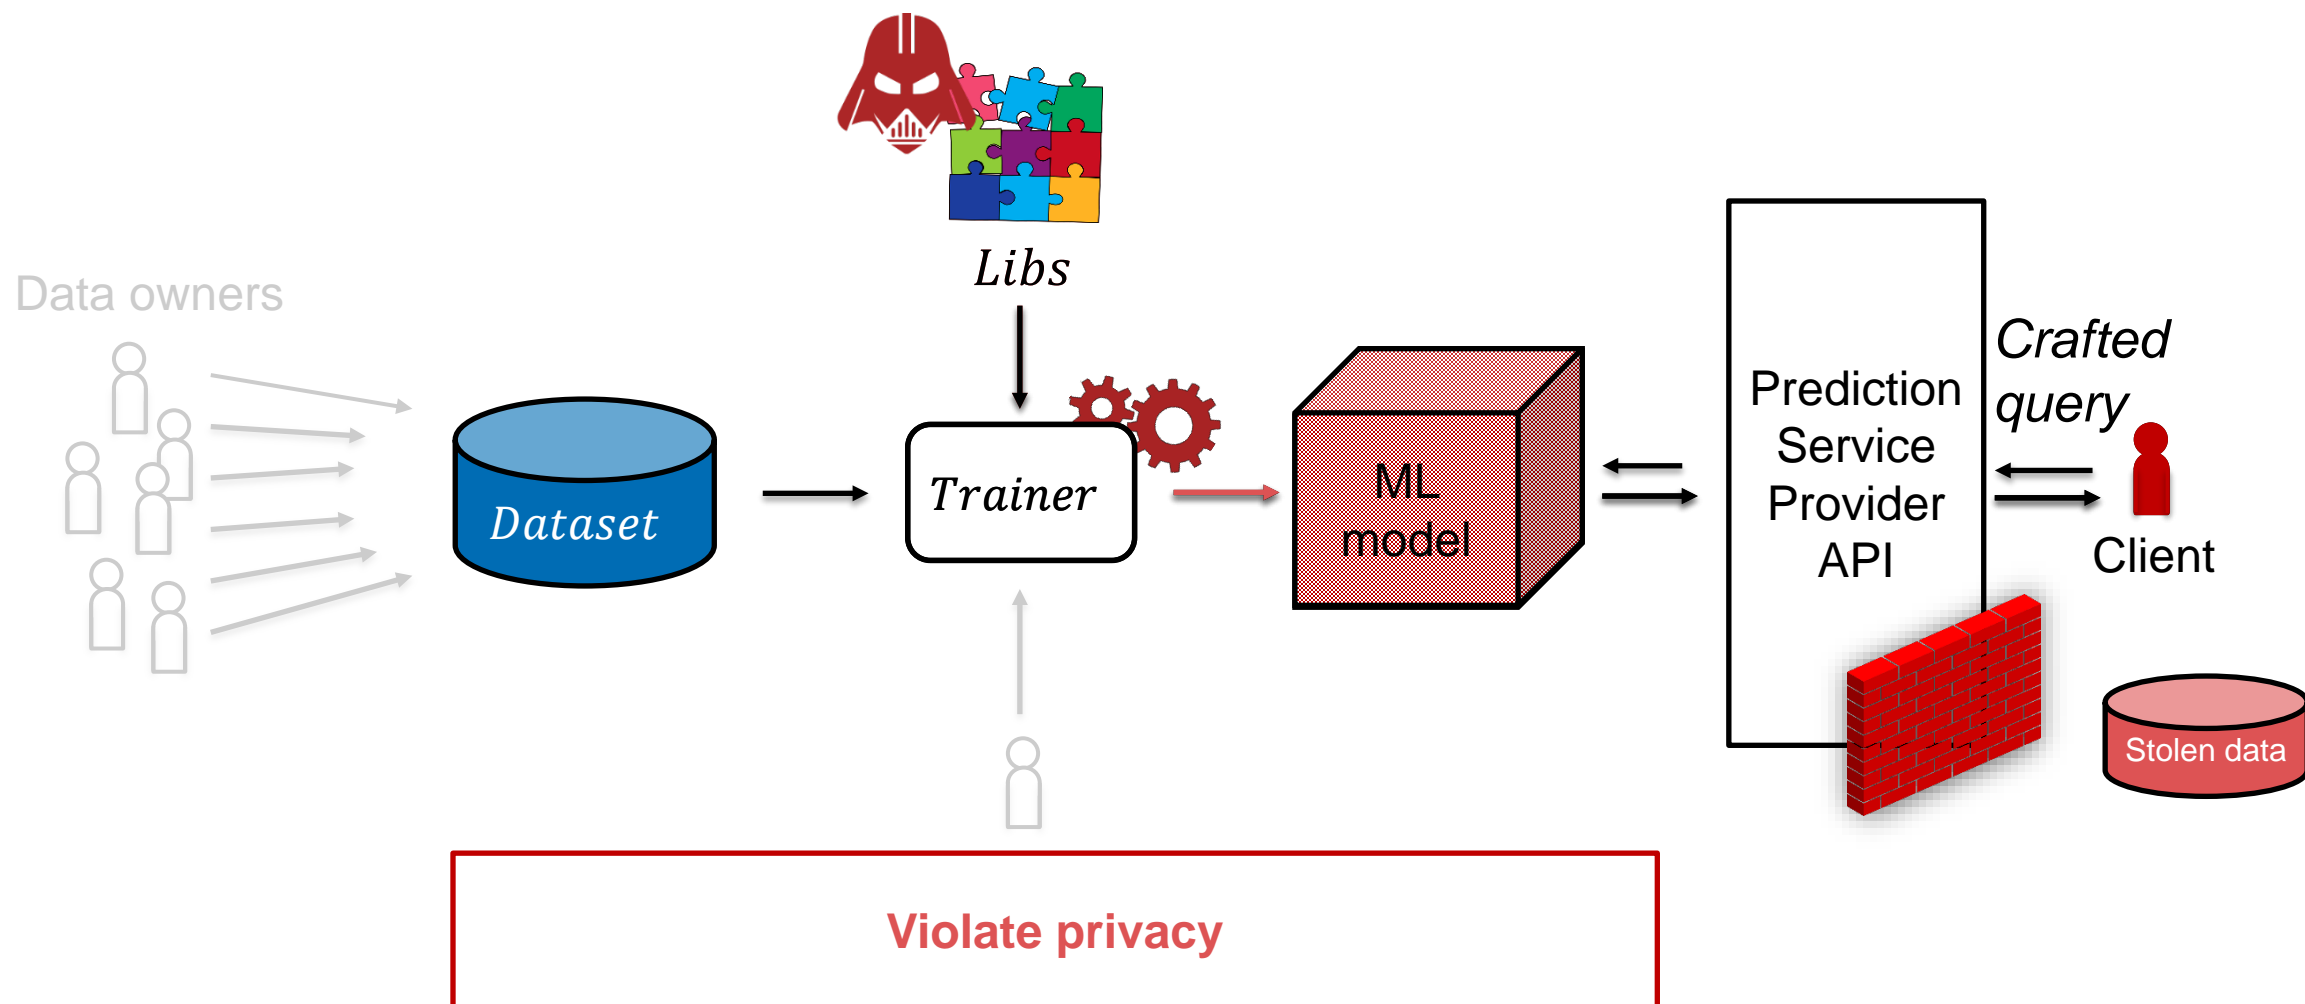 Libs
Data owners
Dataset
Trainer
ML
model
Prediction
Service
Provider
API
Crafted
query
Client
Stolen data
Violate privacy